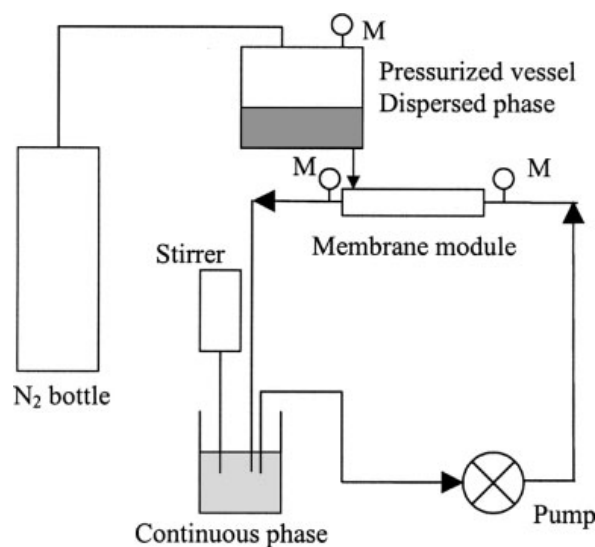 M
Pressurized vessel
Dispersed phase
M
M
Membrane module
Stirrer
N₂ bottle
Continuous phase
Pump